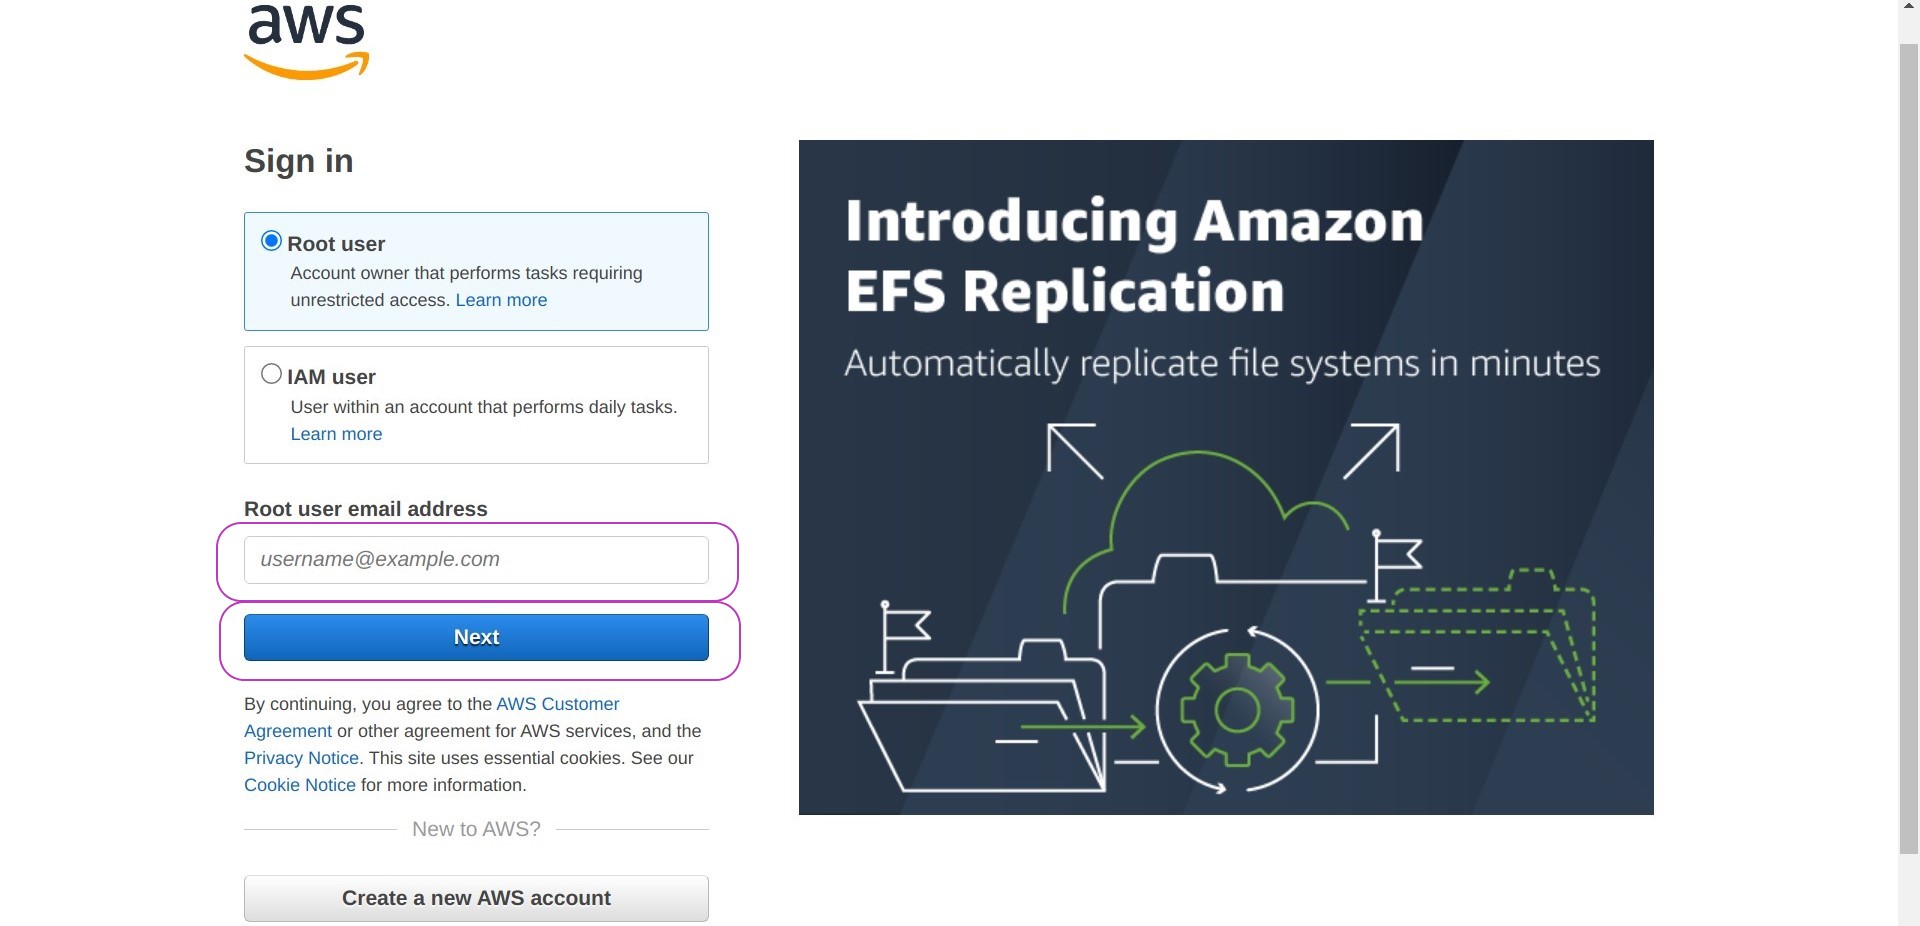 aws
Sign in
Root user
Account owner that performs tasks requiring
unrestricted access. Learn more
IAM user
User within an account that performs daily tasks.
Learn more
Root user email address
username@example.com
Next
By continuing, you agree to the AWS Customer
Agreement or other agreement for AWS services, and the
Privacy Notice. This site uses essential cookies. See our
Cookie Notice for more information.
New to AWS?
Create a new AWS account
Introducing Amazon
EFS Replication
Automatically replicate file systems in minutes